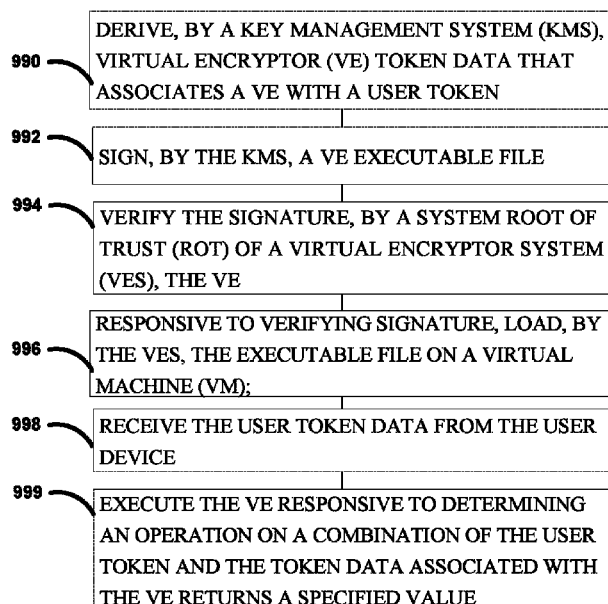 990
DERIVE, BY A KEY MANAGEMENT SYSTEM (KMS),
VIRTUAL ENCRYPTOR (VE) TOKEN DATA THAT
ASSOCIATES A VE WITH A USER TOKEN
992
SIGN, BY THE KMS, A VE EXECUTABLE FILE
994
VERIFY THE SIGNATURE, BY A SYSTEM ROOT OF
TRUST (ROT) OF A VIRTUAL ENCRYPTOR SYSTEM
(VES), THE VE
996
RESPONSIVE TO VERIFYING SIGNATURE, LOAD, BY
THE VES, THE EXECUTABLE FILE ON A VIRTUAL
MACHINE (VM);
998
RECEIVE THE USER TOKEN DATA FROM THE USER
DEVICE
999
EXECUTE THE VE RESPONSIVE TO DETERMINING
AN OPERATION ON A COMBINATION OF THE USER
TOKEN AND THE TOKEN DATA ASSOCIATED WITH
THE VE RETURNS A SPECIFIED VALUE